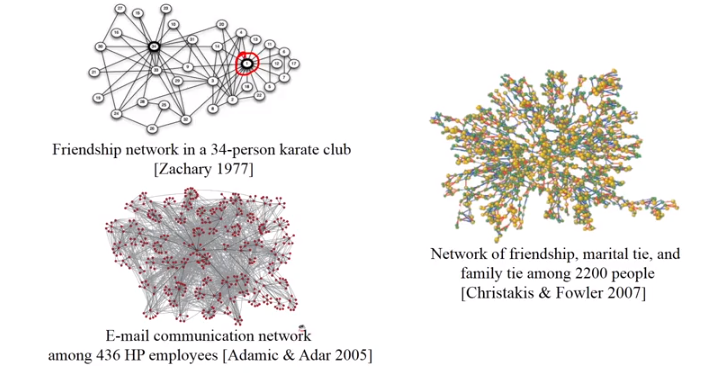 Friendship network in a 34-person karate club
[Zachary 1977]
E-mail communication network
among 436 HP employees [Adamic & Adar 2005]
Network of friendship, marital tie, and
family tie among 2200 people
[Christakis & Fowler 2007]